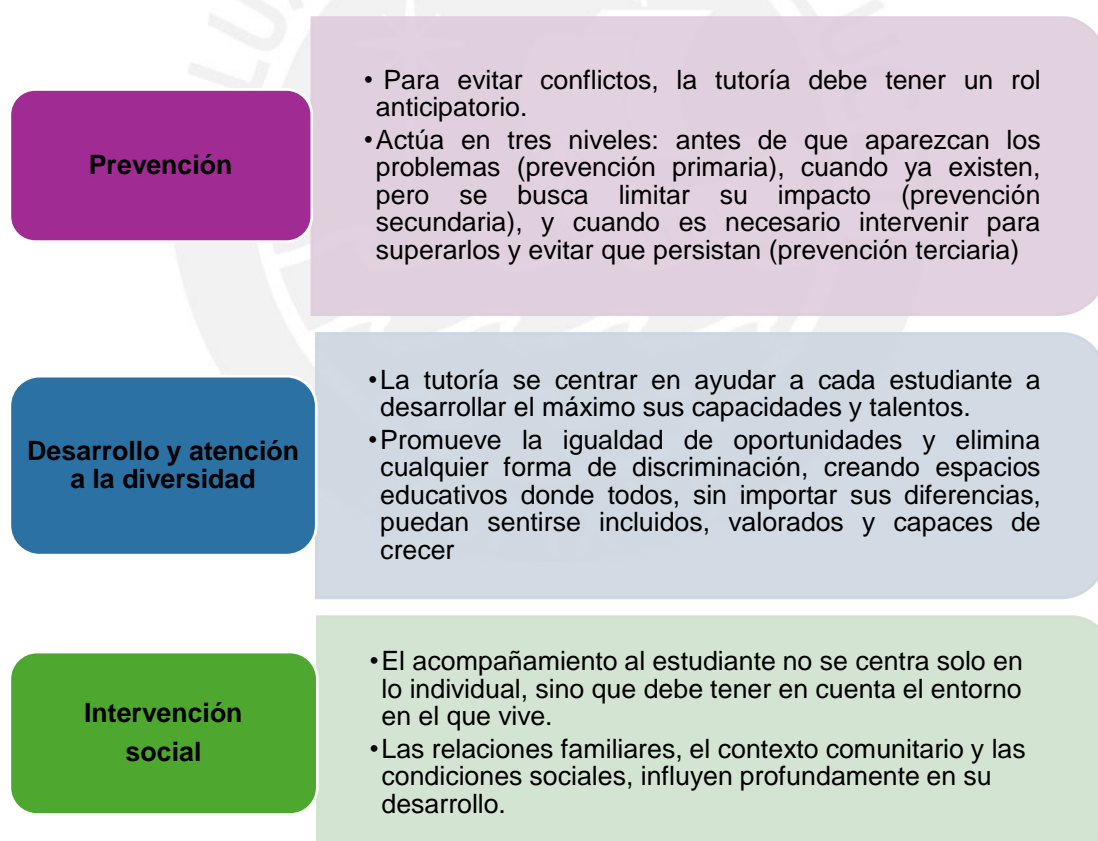 Prevención
• Para evitar conflictos, la tutoría debe tener un rol
anticipatorio.
•Actúa en tres niveles: antes de que aparezcan los
problemas (prevención primaria), cuando ya existen,
pero se busca limitar su impacto (prevención
secundaria), y cuando es necesario intervenir para
superarlos y evitar que persistan (prevención terciaria)
Desarrollo y atención
a la diversidad
•La tutoría se centrar en ayudar a cada estudiante a
desarrollar el máximo sus capacidades y talentos.
•Promueve la igualdad de oportunidades y elimina
cualquier forma de discriminación, creando espacios
educativos donde todos, sin importar sus diferencias,
puedan sentirse incluidos, valorados y capaces de
crecer
Intervención
social
•El acompañamiento al estudiante no se centra solo en
lo individual, sino que debe tener en cuenta el entorno
en el que vive.
•Las relaciones familiares, el contexto comunitario y las
condiciones sociales, influyen profundamente en su
desarrollo.